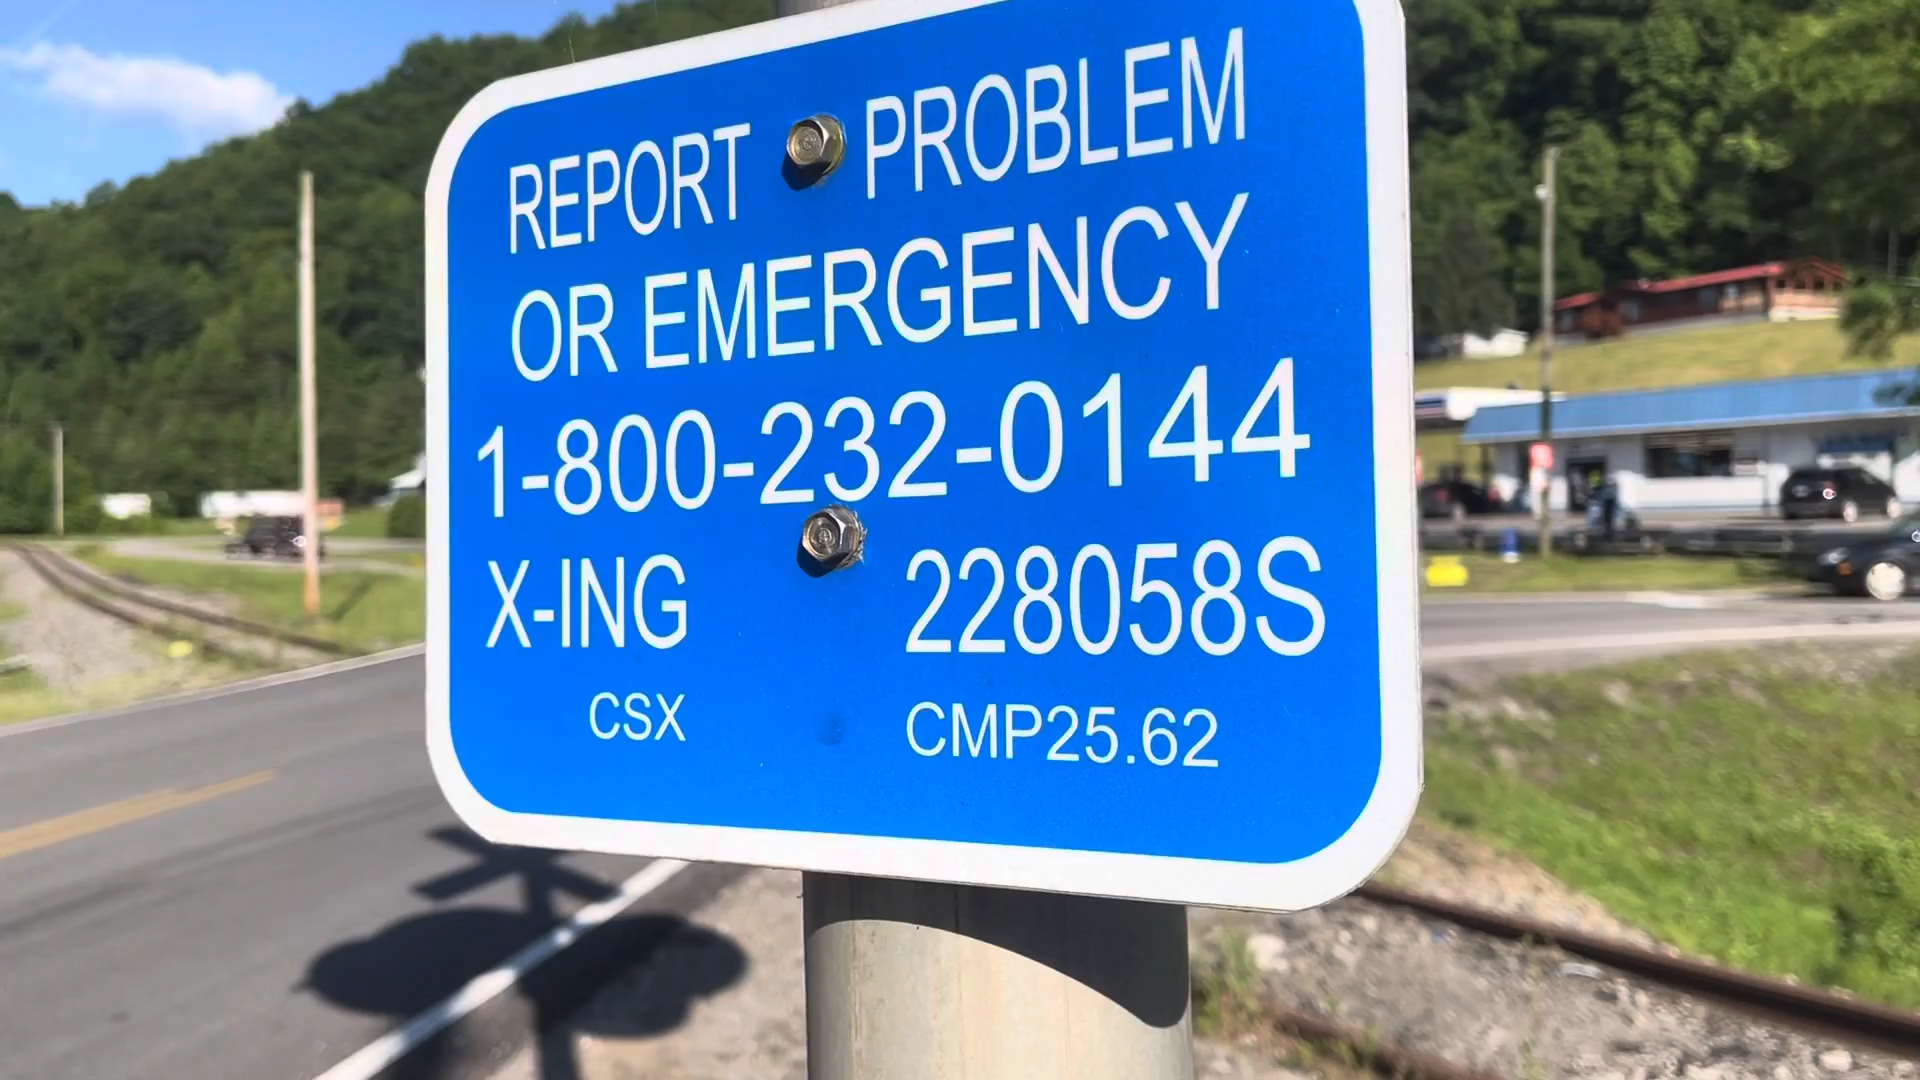 REPORT PROBLEM
OR EMERGENCY
1-800-232-0144
X-ING 228058S
CSX CMP25.62